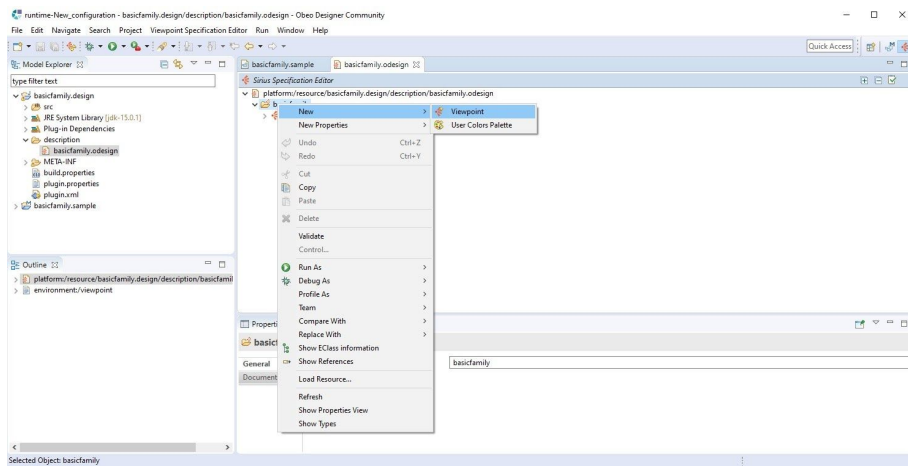 runtime-New_configuration - basicfamily.design/description/basicfamily.odesign - Obeo Designer Community
File Edit Navigate Search Project Viewpoint Specification Editor Run Window Help
Quick Access
Model Explorer
type filter text
basicfamily.design
src
JRE System Library [jdk-15.0.1]
Plug-in Dependencies
description
basicfamily.odesign
META-INF
build.properties
plugin.properties
plugin.xml
basicfamily.sample
Outline
platform:/resource/basicfamily.design/description/basicfamil
environment:/viewpoint
basicfamily.sample
basicfamily.odesign
Sirius Specification Editor
platform:/resource/basicfamily.design/description/basicfamily.odesign
New
New Properties
Undo Ctrl+Z
Redo Ctrl+Y
Cut
Copy
Paste
Delete
Validate
Control...
Run As
Debug As
Profile As
Team
Compare With
Replace With
Show EClass information
Show References
Load Resource...
Refresh
Show Properties View
Show Types
Viewpoint
User Colors Palette
Properti
basicf
General
Document
basicfamily
Selected Object: basicfamily